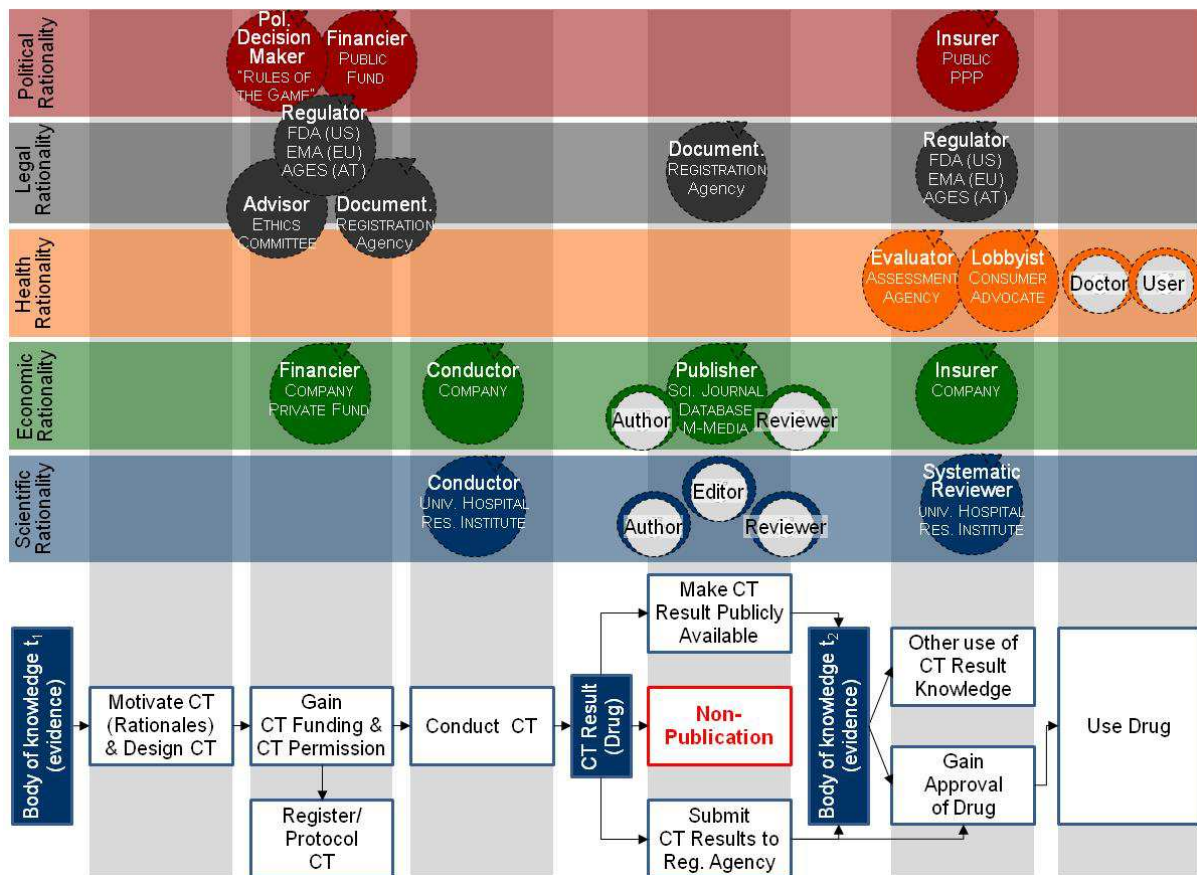 Political
Rationality
Pol.
Decision
Maker
"RULES OF
THE GAME"
Financier
PUBLIC
FUND
Insurer
PUBLIC
PPP
Legal
Rationality
Regulator
FDA (US)
EMA (EU)
AGES (AT)
Advisor
ETHICS
COMMITTEE
Document.
REGISTRATION
Agency
Document.
REGISTRATION
Agency
Regulator
FDA (US)
EMA (EU)
AGES (AT)
Health
Rationality
Evaluator
ASSESSMENT
AGENCY
Lobbyist
CONSUMER
ADVOCATE
Doctor
User
Economic
Rationality
Financier
COMPANY
PRIVATE FUND
Conductor
COMPANY
Publisher
SCI. JOURNAL
DATABASE
M-MEDIA
Author
Reviewer
Insurer
COMPANY
Scientific
Rationality
Conductor
UNIV. HOSPITAL
RES. INSTITUTE
Editor
Author
Reviewer
Systematic
Reviewer
UNIV. HOSPITAL
RES. INSTITUTE
Body of knowledge t1
(evidence)
Motivate CT
(Rationales)
& Design CT
Gain
CT Funding &
CT Permission
Register/
Protocol
CT
Conduct CT
CT Result
(Drug)
Make CT
Result Publicly
Available
Non-
Publication
Submit
CT Results to
Reg. Agency
Body of knowledge t2
(evidence)
Other use of
CT Result
Knowledge
Gain
Approval
of Drug
Use Drug